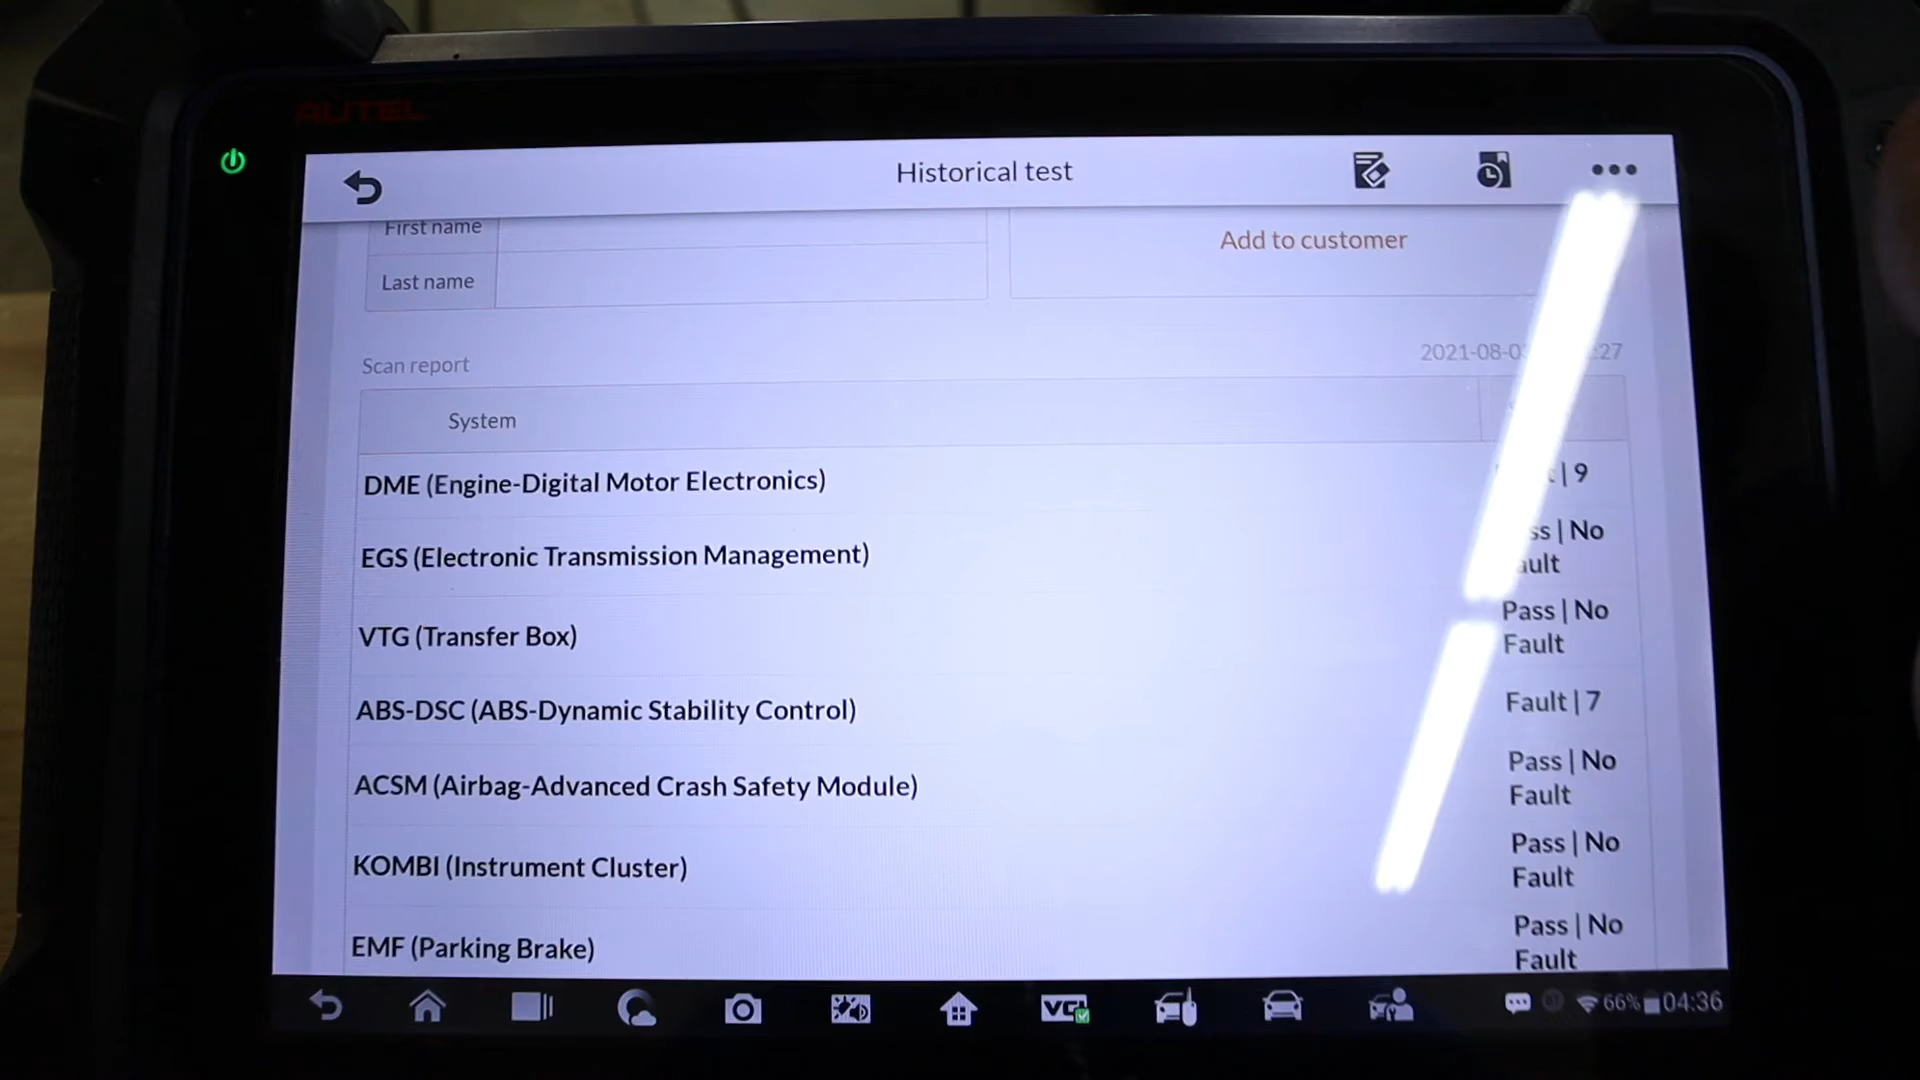 AUTEL
Historical test
First name
Add to customer
Last name
Scan report
System
DME (Engine-Digital Motor Electronics)
| 9
EGS (Electronic Transmission Management)
| No
VTG (Transfer Box)
Pass | No
Fault
ABS-DSC (ABS-Dynamic Stability Control)
Fault | 7
ACSM (Airbag-Advanced Crash Safety Module)
Pass | No
Fault
KOMBI (Instrument Cluster)
Pass | No
Fault
EMF (Parking Brake)
Pass | No
Fault
VCI
66%
04:36